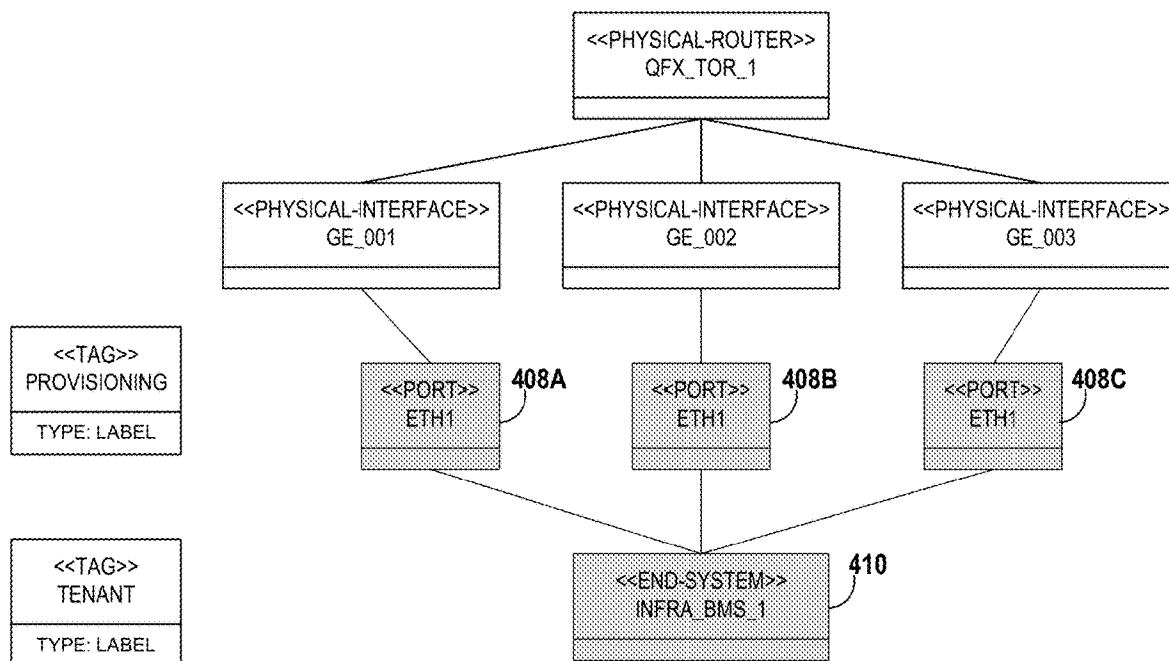 <<PHYSICAL-ROUTER>>
QFX_TOR_1
<<PHYSICAL-INTERFACE>>
GE_001
<<PHYSICAL-INTERFACE>>
GE_002
<<PHYSICAL-INTERFACE>>
GE_003
<<TAG>>
PROVISIONING
TYPE: LABEL
<<PORT>>
ETH1
408A
<<PORT>>
ETH1
408B
<<PORT>>
ETH1
408C
<<TAG>>
TENANT
TYPE: LABEL
<<END-SYSTEM>>
INFRA_BMS_1
410